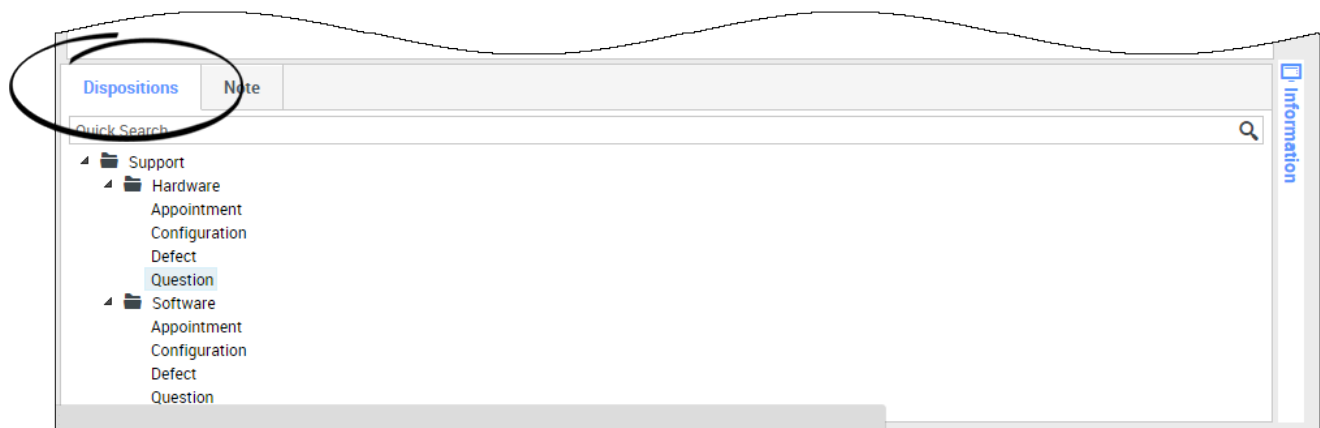 Dispositions Note
Quick Search
Support
Hardware
Appointment
Configuration
Defect
Question
Software
Appointment
Configuration
Defect
Question
Information